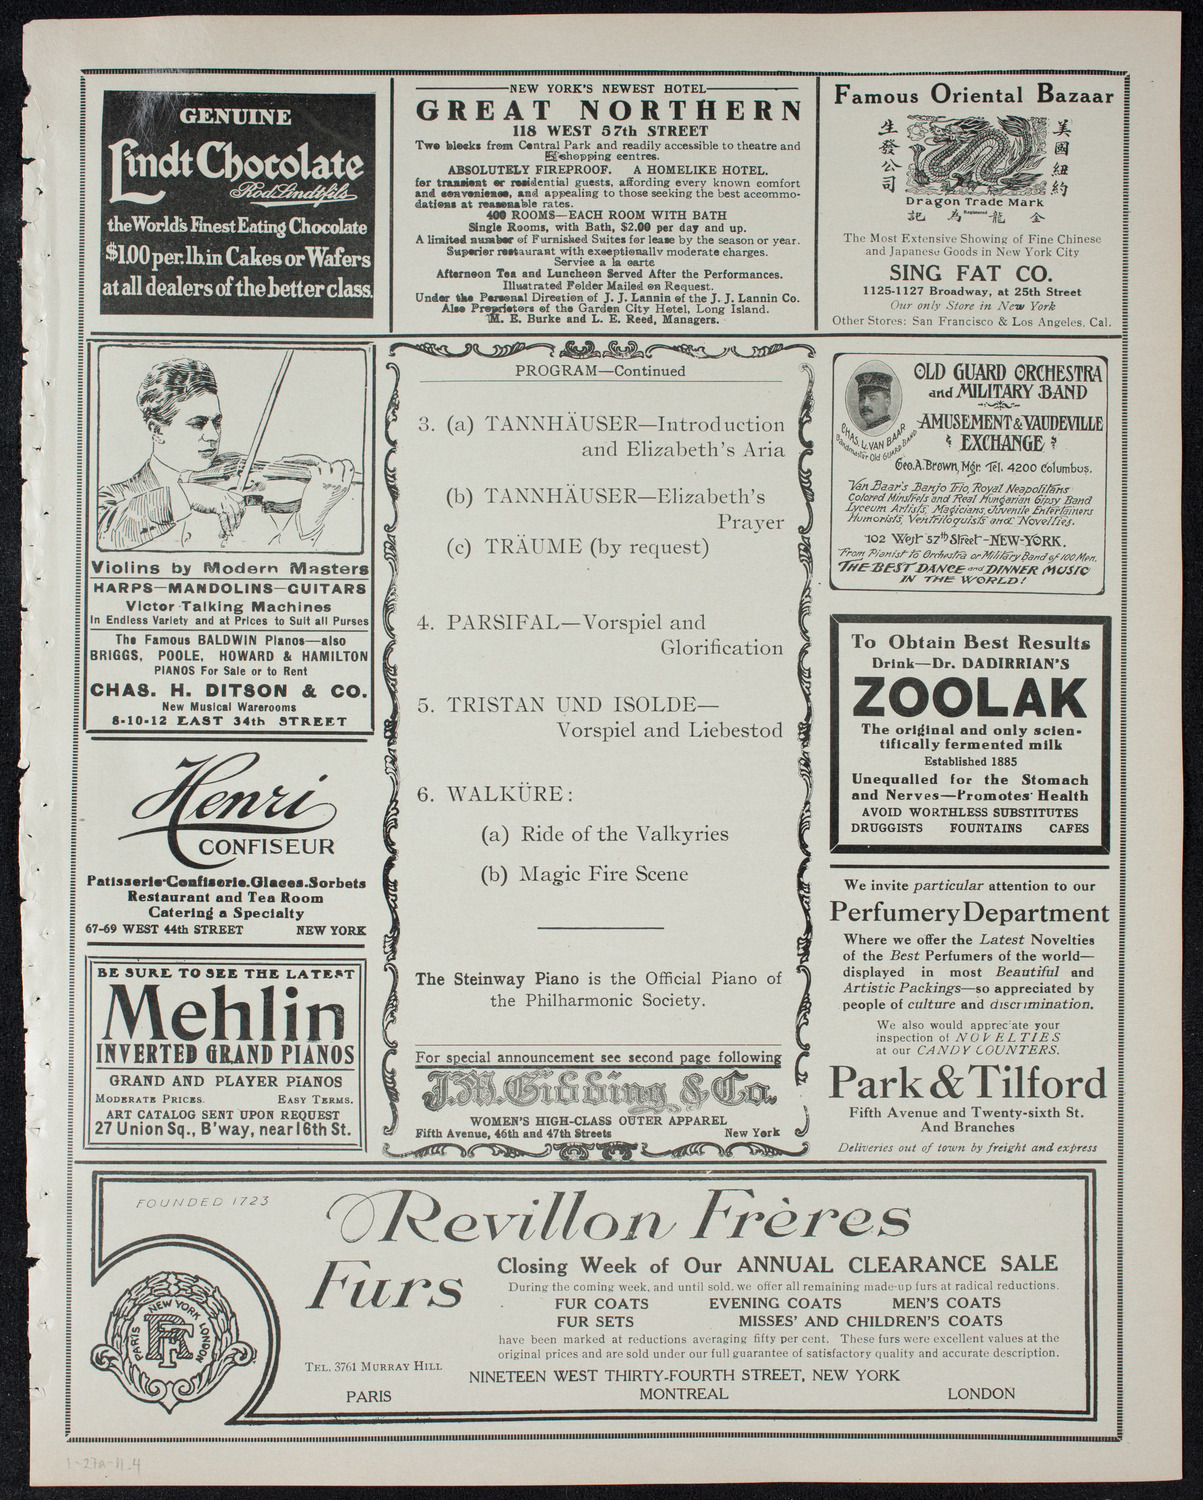 GENUINE
Lindt Chocolate
Rod. Lindt fils
the World's Finest Eating Chocolate
$1.00 per. lb. in Cakes or Wafers
at all dealers of the better class.
NEW YORK'S NEWEST HOTEL
GREAT NORTHERN
118 WEST 57th STREET
Two blocks from Central Park and readily accessible to theatre and
shopping centres.
ABSOLUTELY FIREPROOF. A HOMELIKE HOTEL.
for transient or residential guests, affording every known comfort
and convenience, and appealing to those seeking the best accommo-
dations at reasonable rates.
400 ROOMS—EACH ROOM WITH BATH
Single Rooms, with Bath, $2.00 per day and up.
A limited number of Furnished Suites for lease by the season or year.
Superior restaurant with exceptionally moderate charges.
Service a la carte
Afternoon Tea and Luncheon Served After the Performances.
Illustrated Folder Mailed on Request.
Under the Personal Direction of J. J. Lannin of the J. J. Lannin Co.
Also Proprietors of the Garden City Hotel, Long Island.
M. E. Burke and L. E. Reed, Managers.
Famous Oriental Bazaar
生發公司
美國紐約
Dragon Trade Mark
記 為 Registered 龍 金
The Most Extensive Showing of Fine Chinese
and Japanese Goods in New York City
SING FAT CO.
1125-1127 Broadway, at 25th Street
Our only Store in New York
Other Stores: San Francisco & Los Angeles, Cal.
Violins by Modern Masters
HARPS—MANDOLINS—GUITARS
Victor Talking Machines
In Endless Variety and at Prices to Suit all Purses
The Famous BALDWIN Pianos—also
BRIGGS, POOLE, HOWARD & HAMILTON
PIANOS For Sale or to Rent
CHAS. H. DITSON & CO.
New Musical Warerooms
8-10-12 EAST 34th STREET
Henri
CONFISEUR
Patisserie-Confiserie.Glaces.Sorbets
Restaurant and Tea Room
Catering a Specialty
67-69 WEST 44th STREET NEW YORK
BE SURE TO SEE THE LATEST
Mehlin
INVERTED GRAND PIANOS
GRAND AND PLAYER PIANOS
MODERATE PRICES. EASY TERMS.
ART CATALOG SENT UPON REQUEST
27 Union Sq., B'way, near 16th St.
PROGRAM—Continued
3. (a) TANNHÄUSER—Introduction
and Elizabeth's Aria
(b) TANNHÄUSER—Elizabeth's
Prayer
(c) TRÄUME (by request)
4. PARSIFAL—Vorspiel and
Glorification
5. TRISTAN UND ISOLDE—
Vorspiel and Liebestod
6. WALKÜRE:
(a) Ride of the Valkyries
(b) Magic Fire Scene
The Steinway Piano is the Official Piano of
the Philharmonic Society.
For special announcement see second page following
J.M. Gidding & Co.
WOMEN'S HIGH-CLASS OUTER APPAREL
Fifth Avenue, 46th and 47th Streets New York
CHAS. L. VAN BAAR
Bandmaster Old Guard Band
OLD GUARD ORCHESTRA
and MILITARY BAND
AMUSEMENT & VAUDEVILLE
EXCHANGE
Geo. A. Brown, Mgr. Tel. 4200 Columbus.
Van Baar's Banjo Trio, Royal Neapolitans
Colored Minstrels and Real Hungarian Gipsy Band
Lyceum Artists, Magicians, Juvenile Entertainers
Humorists, Ventriloquists and Novelties.
102 West 57th Street-NEW-YORK.
From Pianist to Orchestra or Military Band of 100 Men.
THE BEST DANCE and DINNER MUSIC
IN THE WORLD!
To Obtain Best Results
Drink—Dr. DADIRRIAN'S
ZOOLAK
The original and only scien-
tifically fermented milk
Established 1885
Unequalled for the Stomach
and Nerves—Promotes Health
AVOID WORTHLESS SUBSTITUTES
DRUGGISTS FOUNTAINS CAFES
We invite particular attention to our
Perfumery Department
Where we offer the Latest Novelties
of the Best Perfumers of the world—
displayed in most Beautiful and
Artistic Packings—so appreciated by
people of culture and discrimination.
We also would appreciate your
inspection of NOVELTIES
at our CANDY COUNTERS.
Park & Tilford
Fifth Avenue and Twenty-sixth St.
And Branches
Deliveries out of town by freight and express
FOUNDED 1723
Revillon Frères
Furs
PARIS NEW YORK LONDON
RF
Closing Week of Our ANNUAL CLEARANCE SALE
During the coming week, and until sold, we offer all remaining made-up furs at radical reductions.
FUR COATS EVENING COATS MEN'S COATS
FUR SETS MISSES' AND CHILDREN'S COATS
have been marked at reductions averaging fifty per cent. These furs were excellent values at the
original prices and are sold under our full guarantee of satisfactory quality and accurate description.
TEL. 3761 MURRAY HILL
NINETEEN WEST THIRTY-FOURTH STREET, NEW YORK
PARIS MONTREAL LONDON